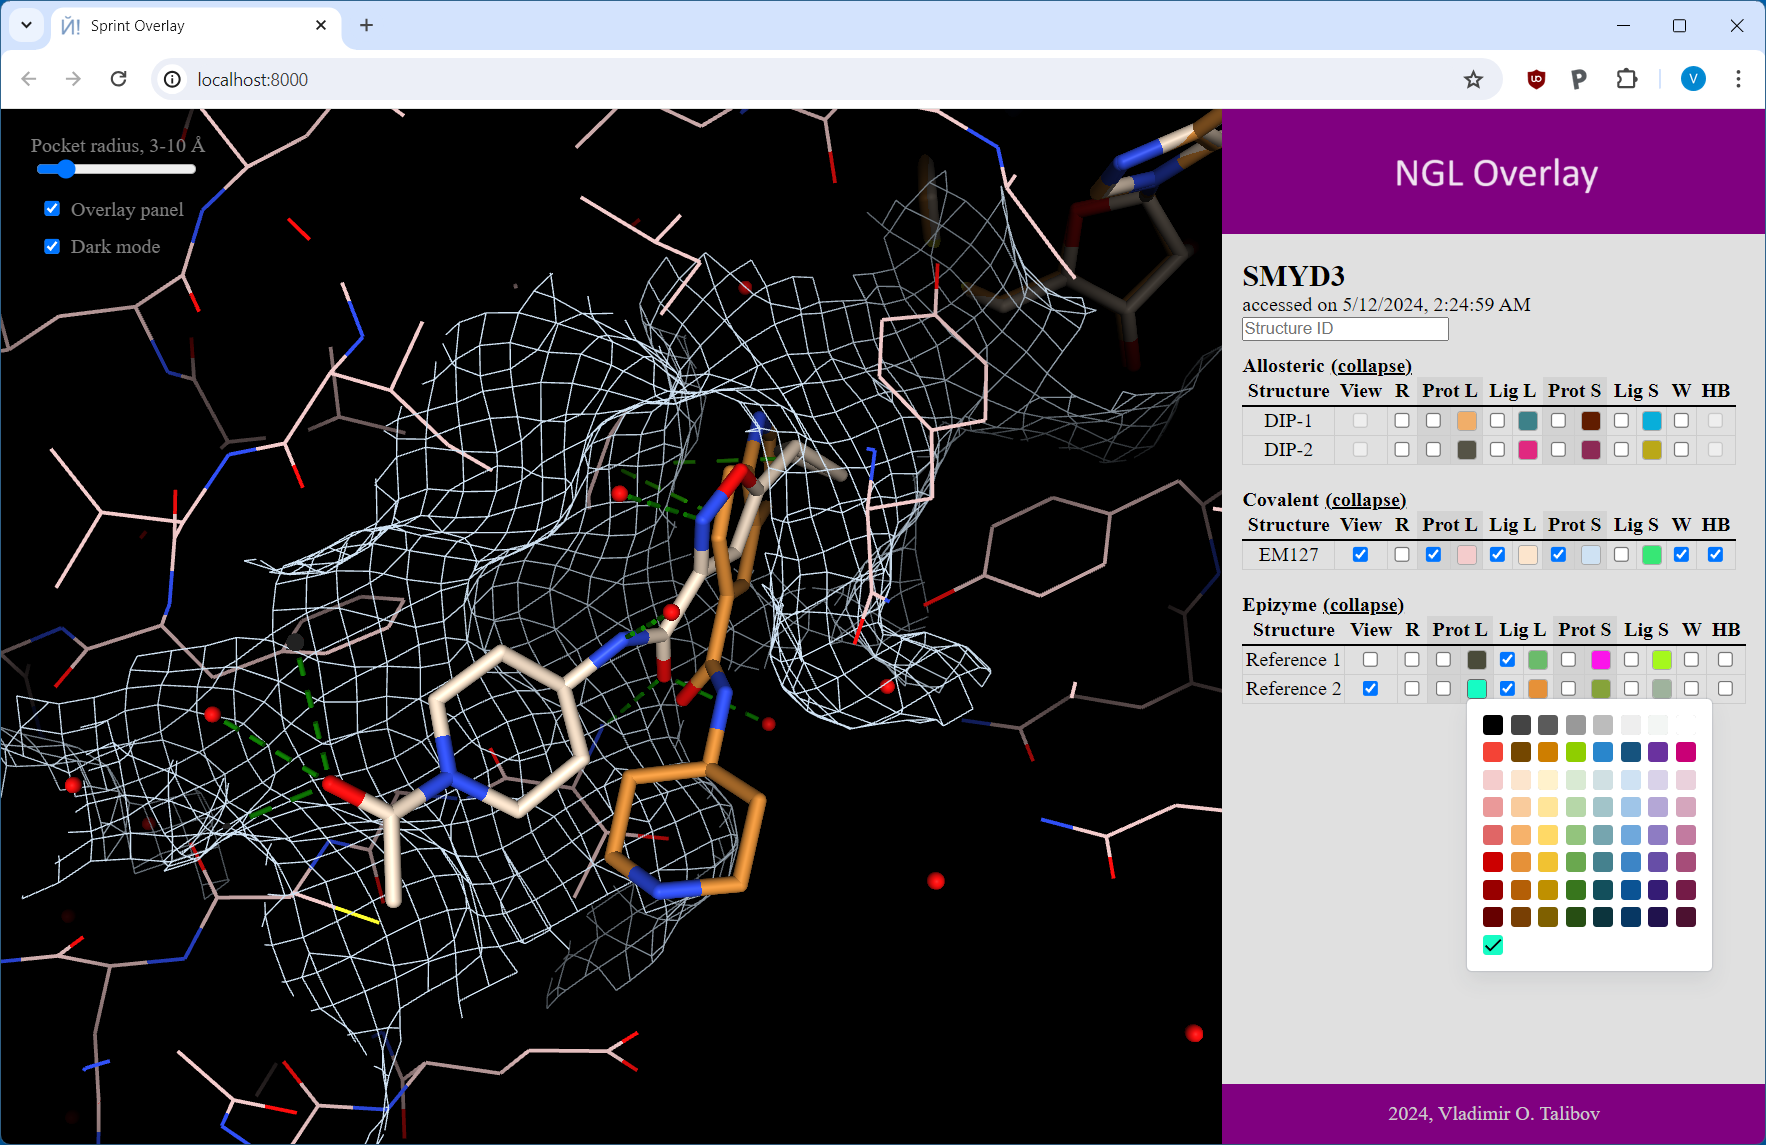 Й! Sprint Overlay
localhost:8000
V
Pocket radius, 3-10 Å
Overlay panel
Dark mode
NGL Overlay
SMYD3
accessed on 5/12/2024, 2:24:59 AM
Structure ID
Allosteric (collapse)
Structure View R Prot L Lig L Prot S Lig S W HB
DIP-1
DIP-2
Covalent (collapse)
Structure View R Prot L Lig L Prot S Lig S W HB
EM127
Epizyme (collapse)
Structure View R Prot L Lig L Prot S Lig S W HB
Reference 1
Reference 2
2024, Vladimir O. Talibov